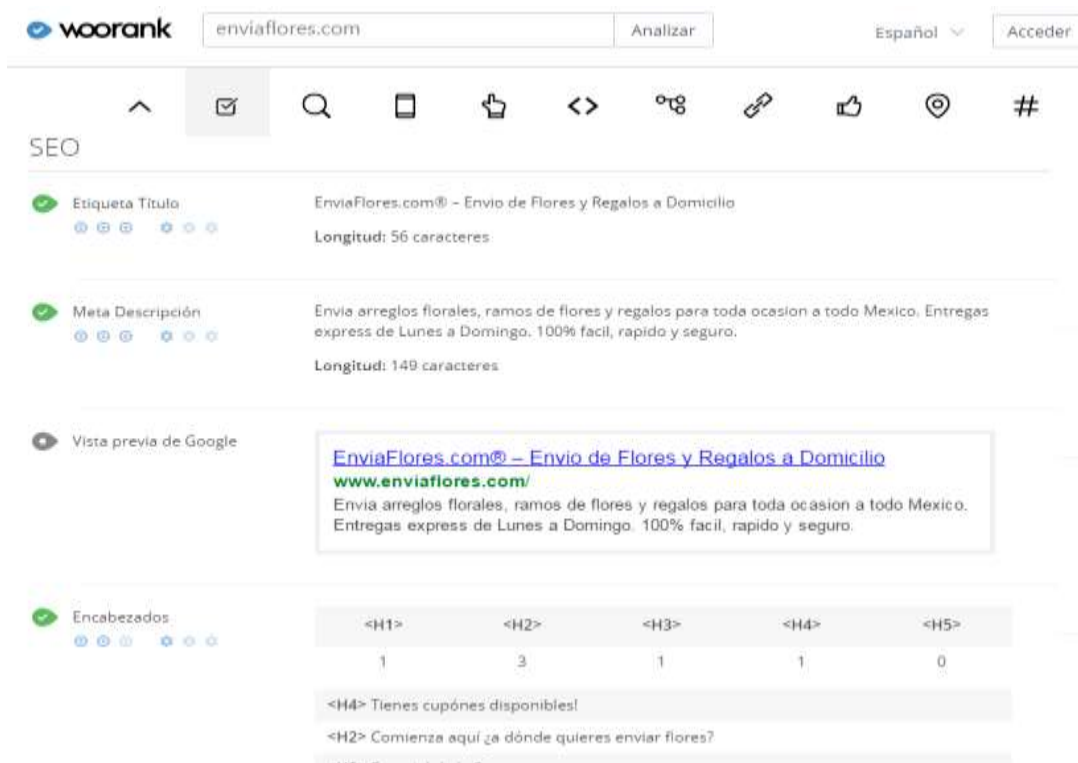 woorank
enviaflores.com
Analizar
Español
Acceder
SEO
Etiqueta Título
EnviaFlores.com® – Envio de Flores y Regalos a Domicilio
Longitud: 56 caracteres
Meta Descripción
Envia arreglos florales, ramos de flores y regalos para toda ocasion a todo Mexico. Entregas
express de Lunes a Domingo. 100% facil, rapido y seguro.
Longitud: 149 caracteres
Vista previa de Google
EnviaFlores.com® – Envio de Flores y Regalos a Domicilio
www.enviaflores.com/
Envia arreglos florales, ramos de flores y regalos para toda ocasion a todo Mexico.
Entregas express de Lunes a Domingo. 100% facil, rapido y seguro.
Encabezados
<H1> <H2> <H3> <H4> <H5>
1 3 1 1 0
<H4> Tienes cupónes disponibles!
<H2> Comienza aquí ¿a dónde quieres enviar flores?